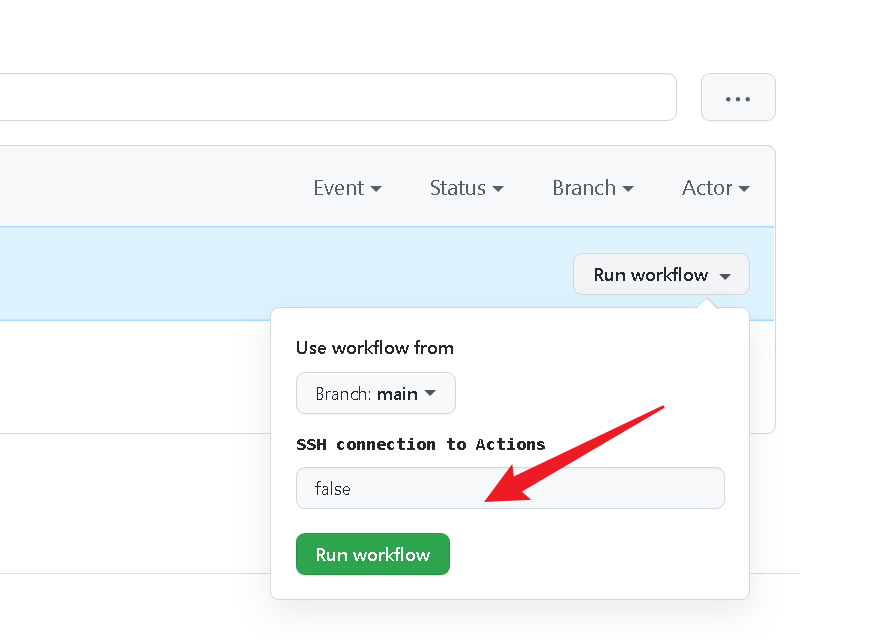 Event Status Branch Actor
Run workflow
Use workflow from
Branch: main
SSH connection to Actions
false
Run workflow